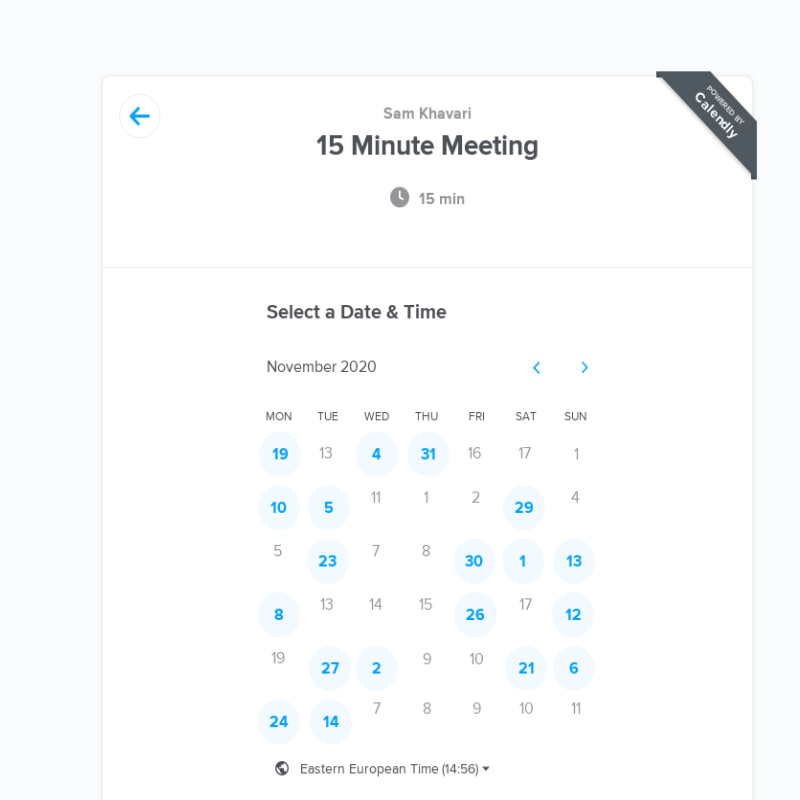 POWERED BY
Calendly
Sam Khavari
15 Minute Meeting
15 min
Select a Date & Time
November 2020
MON TUE WED THU FRI SAT SUN
19 13 4 31 16 17 1
10 5 11 1 2 29 4
5 23 7 8 30 1 13
8 13 14 15 26 17 12
19 27 2 9 10 21 6
24 14 7 8 9 10 11
Eastern European Time (14:56)